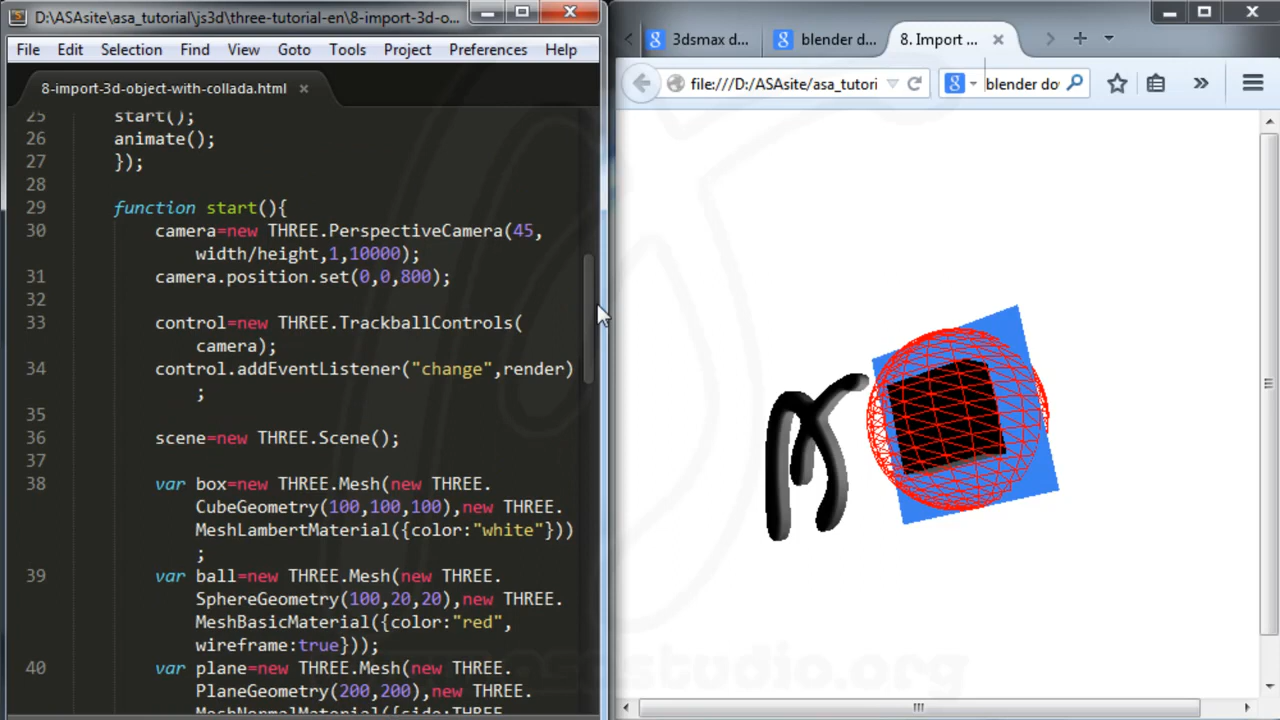 D:\ASAsite\asa_tutorial\js3d\three-tutorial-en\8-import-3d-o...
File Edit Selection Find View Goto Tools Project Preferences Help
8-import-3d-object-with-collada.html ×
25 start();
26 animate();
27 });
28
29 function start(){
30 camera=new THREE.PerspectiveCamera(45,
width/height,1,10000);
31 camera.position.set(0,0,800);
32
33 control=new THREE.TrackballControls(
camera);
34 control.addEventListener("change",render)
;
35
36 scene=new THREE.Scene();
37
38 var box=new THREE.Mesh(new THREE.
CubeGeometry(100,100,100),new THREE.
MeshLambertMaterial({color:"white"}))
;
39 var ball=new THREE.Mesh(new THREE.
SphereGeometry(100,20,20),new THREE.
MeshBasicMaterial({color:"red",
wireframe:true}));
40 var plane=new THREE.Mesh(new THREE.
PlaneGeometry(200,200),new THREE.
MeshNormalMaterial({side:THREE.
3dsmax d...
blender d...
8. Import ...
file:///D:/ASAsite/asa_tutori
blender do
asastudio.org